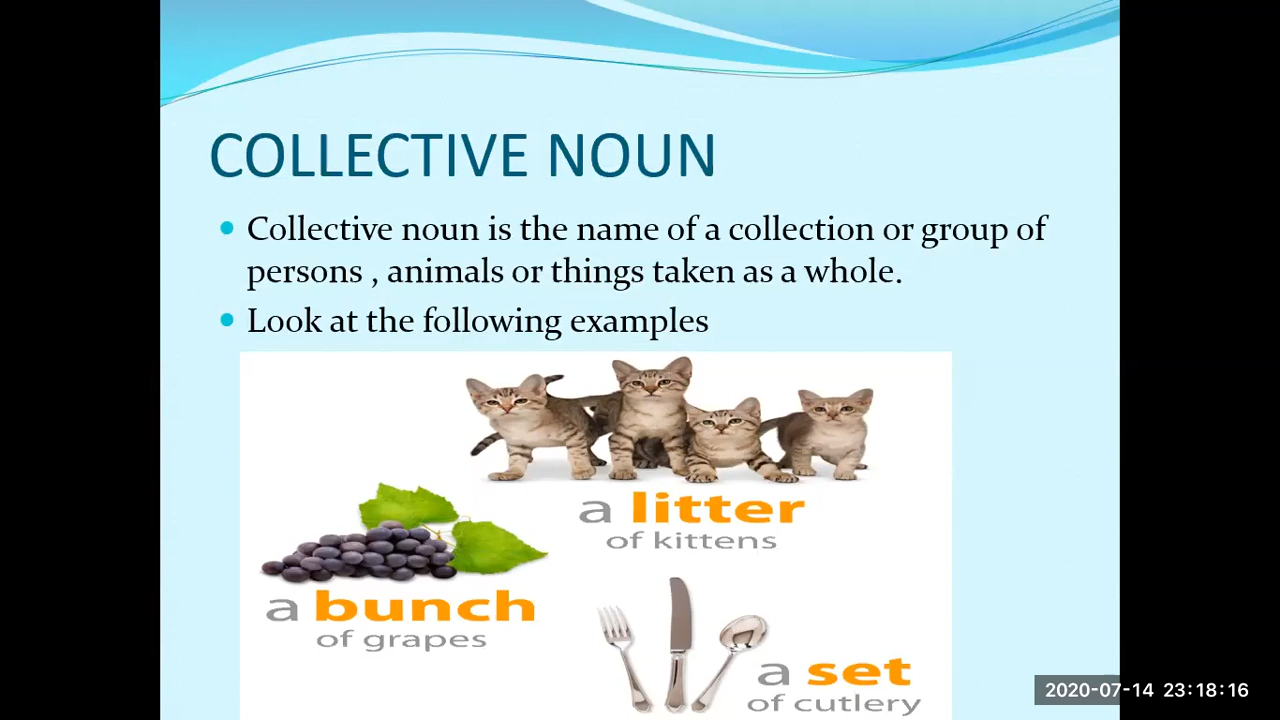 COLLECTIVE NOUN
Collective noun is the name of a collection or group of
persons , animals or things taken as a whole.
Look at the following examples
a litter
of kittens
a bunch
of grapes
a set
of cutlery
2020-07-14 23:18:16